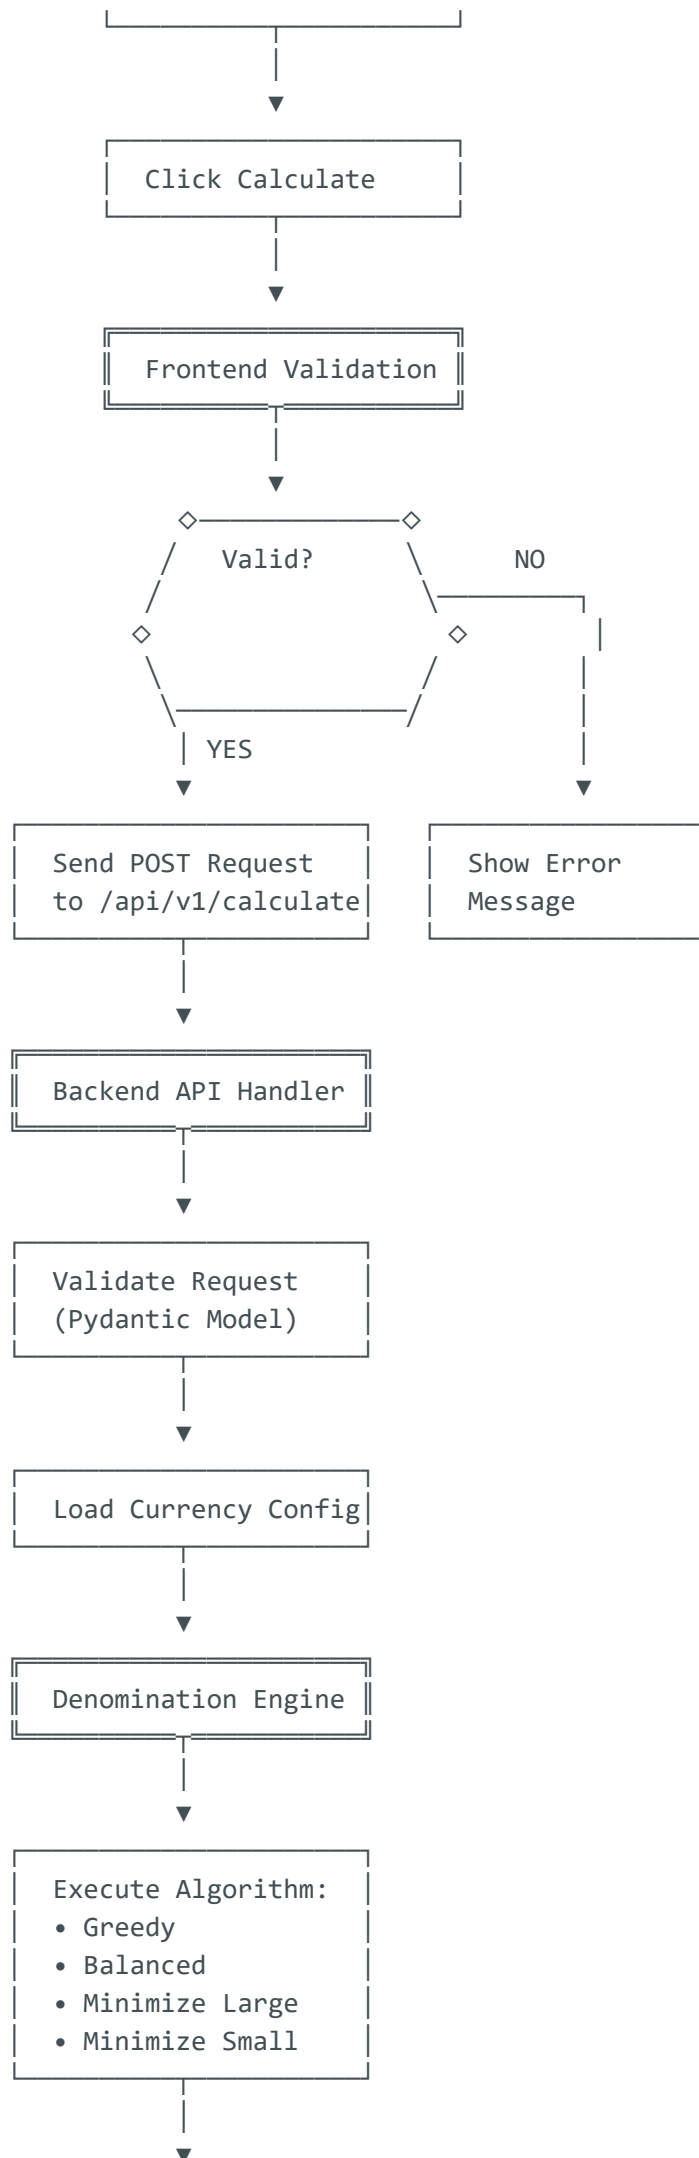 Click Calculate
Frontend Validation
Valid?
NO
YES
Send POST Request
to /api/v1/calculate
Show Error
Message
Backend API Handler
Validate Request
(Pydantic Model)
Load Currency Config
Denomination Engine
Execute Algorithm:
• Greedy
• Balanced
• Minimize Large
• Minimize Small